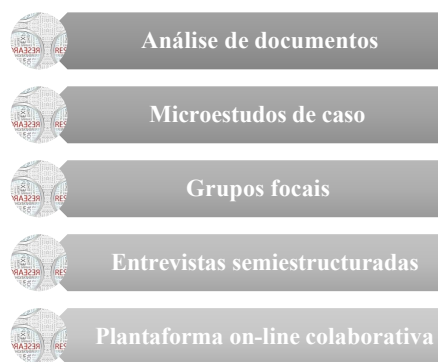 Análise de documentos
Microestudos de caso
Grupos focais
Entrevistas semiestructuradas
Plantaforma on-line colaborativa